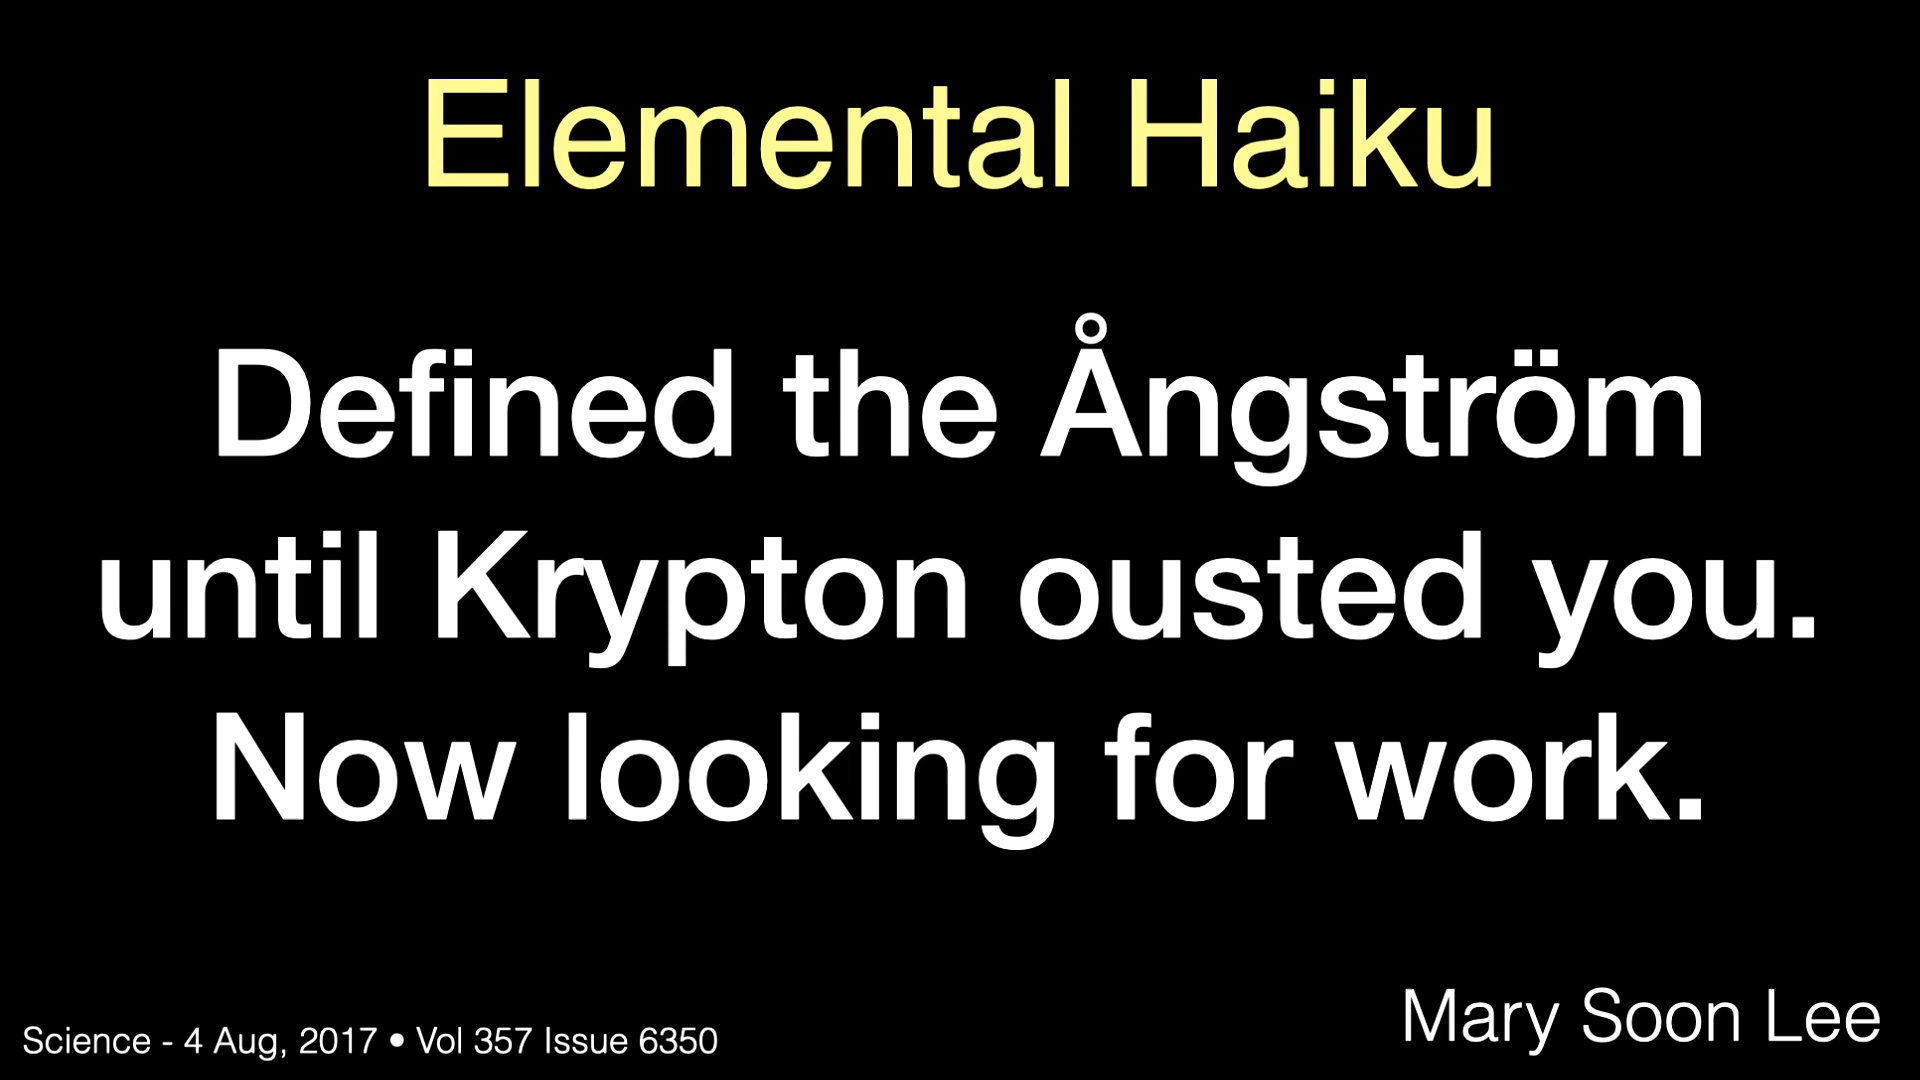 Elemental Haiku
Defined the Ångström
until Krypton ousted you.
Now looking for work.
Mary Soon Lee
Science - 4 Aug, 2017 • Vol 357 Issue 6350